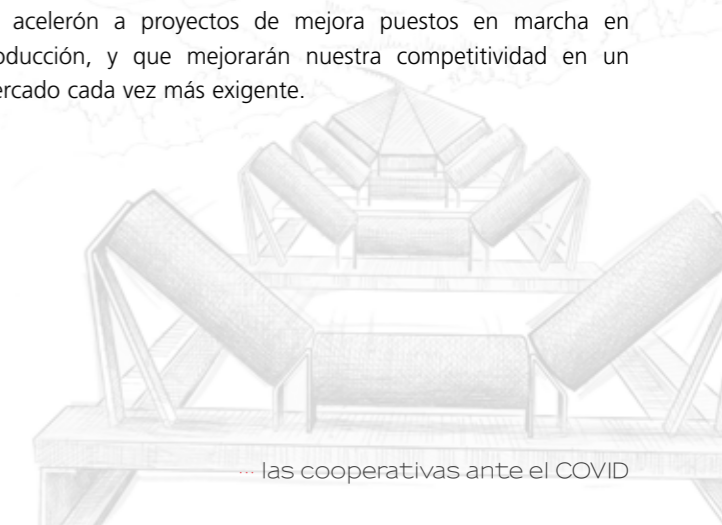 acelerón a proyectos de mejora puestos en marcha en
oducción, y que mejorarán nuestra competitividad en un
ercado cada vez más exigente.
... las cooperativas ante el COVID